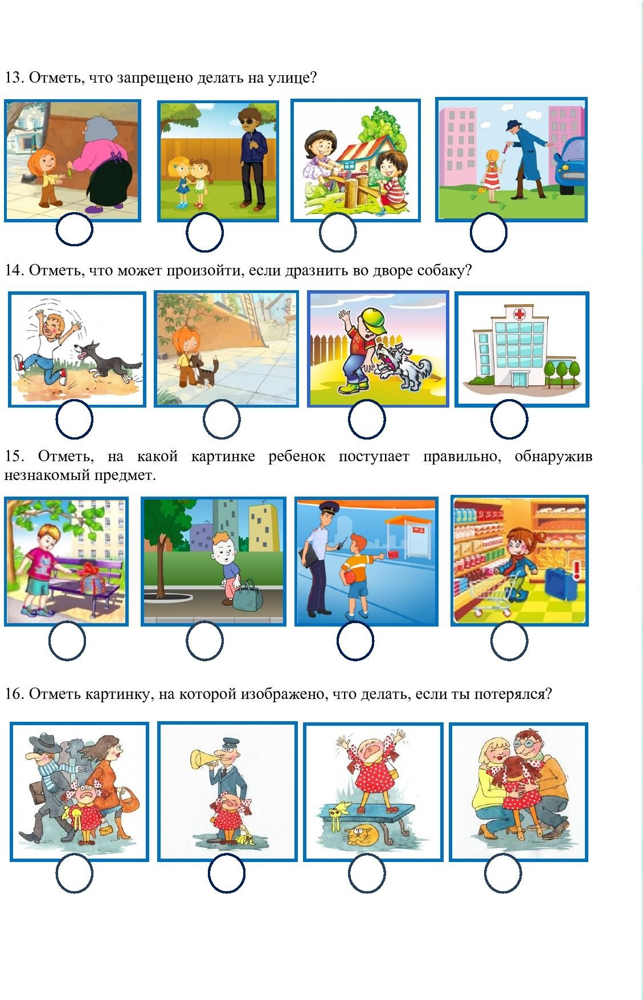 13. Отметь, что запрещено делать на улице?
14. Отметь, что может произойти, если дразнить во дворе собаку?
15. Отметь, на какой картинке ребенок поступает правильно, обнаружив
незнакомый предмет.
16. Отметь картинку, на которой изображено, что делать, если ты потерялся?